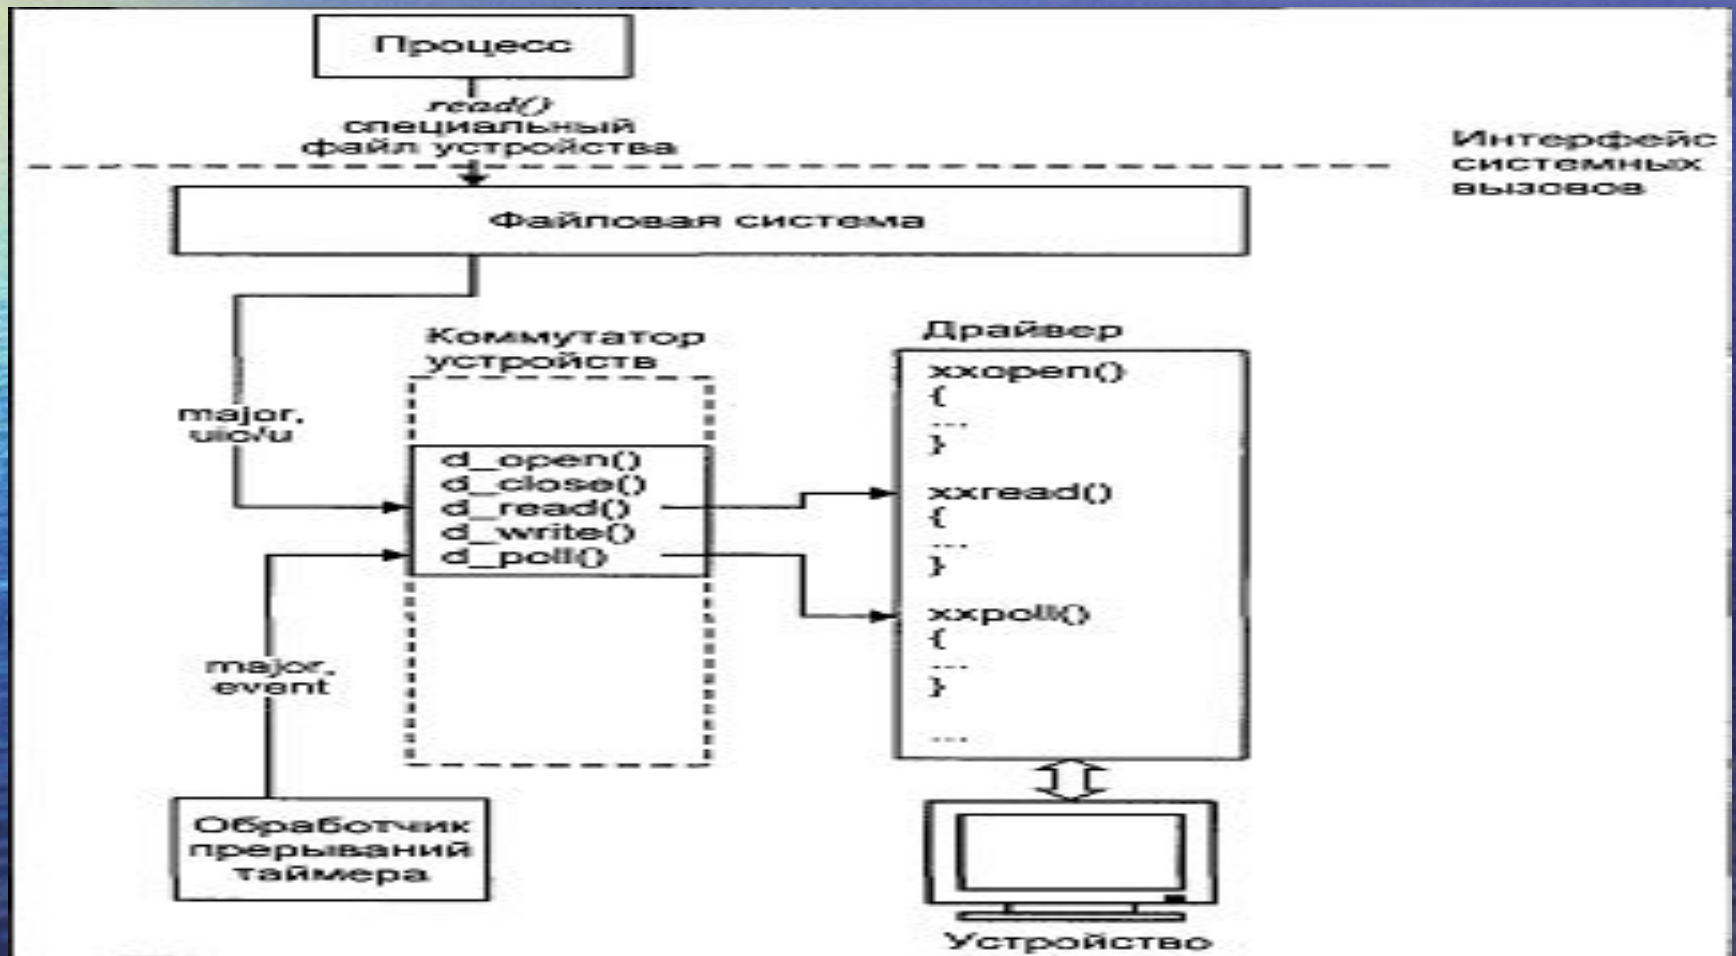 Процесс
read()
специальный
файл устройства
Интерфейс
системных
вызовов
Файловая система
Коммутатор
устройств
Драйвер
major,
uio/u
d_open()
d_close()
d_read()
d_write()
d_poll()
xxopen()
{
...
}
xxread()
{
...
}
xxpoll()
{
...
}
...
major,
event
Обработчик
прерываний
таймера
Устройство